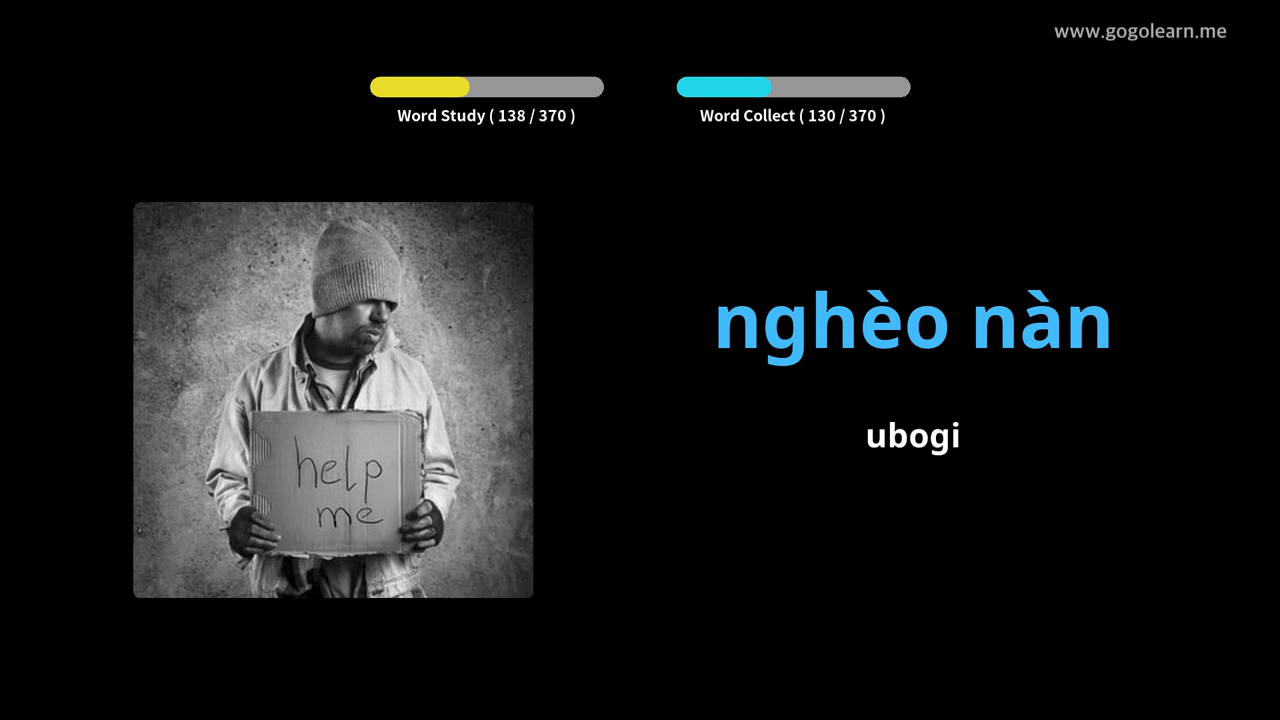 www.gogolearn.me
Word Study ( 138 / 370 )
Word Collect ( 130 / 370 )
help
me
nghèo nàn
ubogi